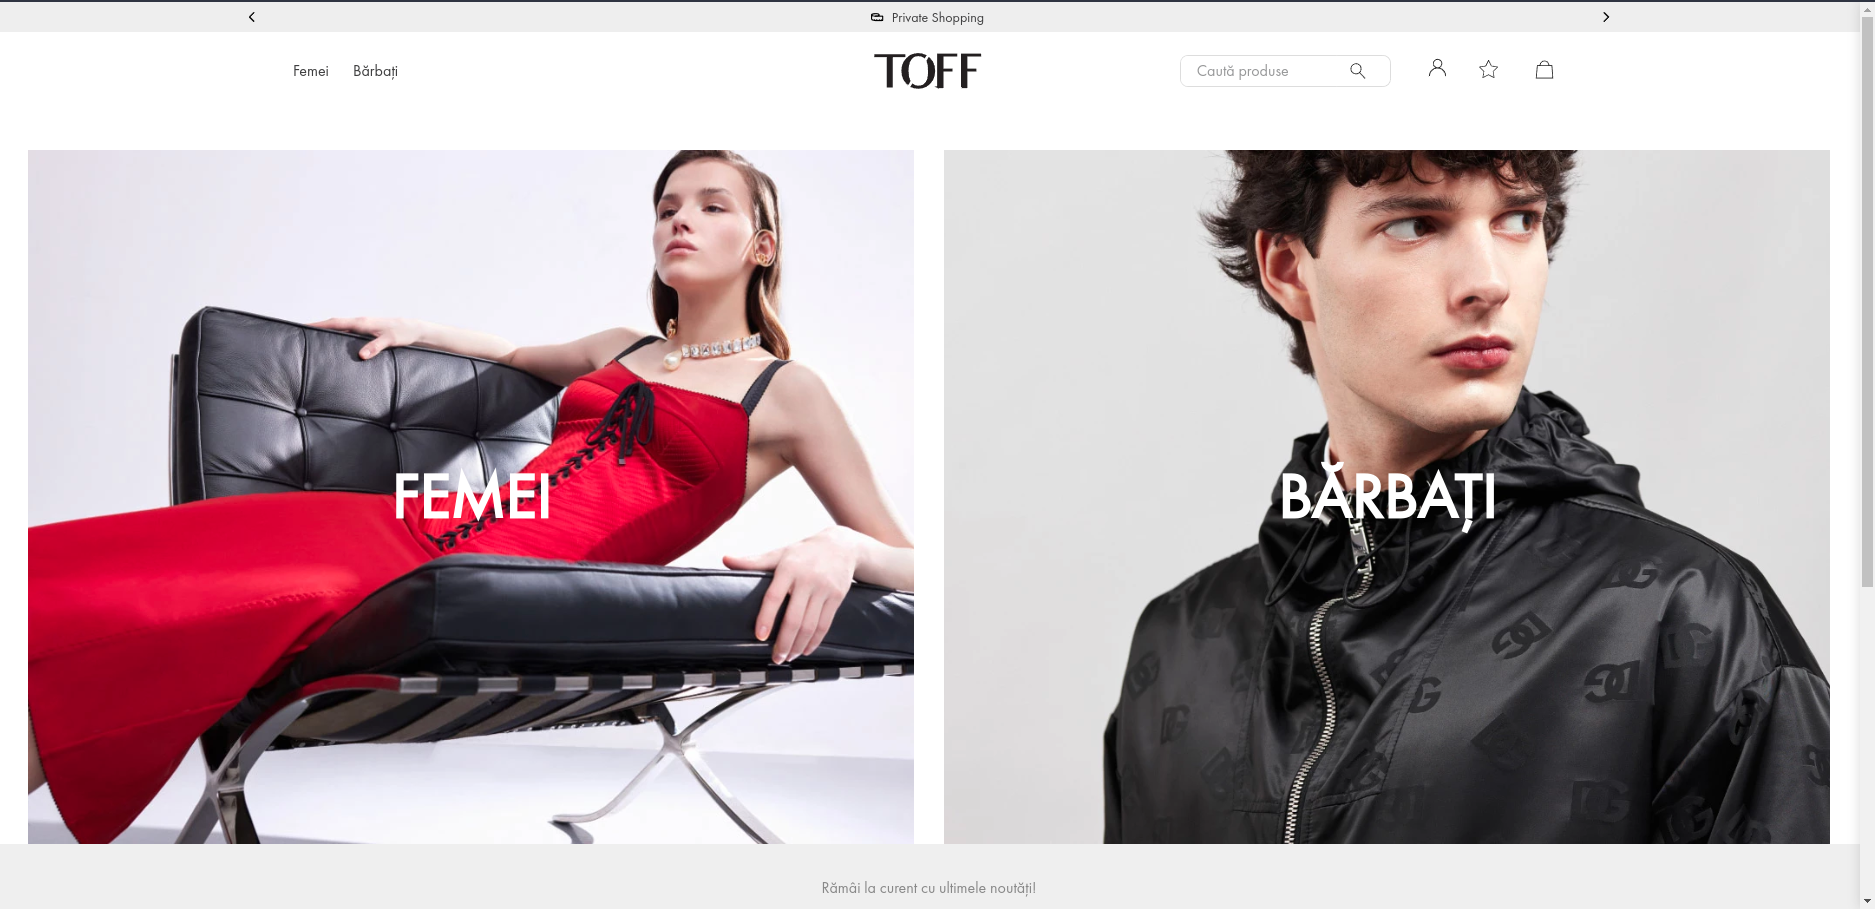 Private Shopping
Femei
Bărbați
TOFF
Caută produse
FEMEI
BĂRBAȚI
Rămâi la curent cu ultimele noutăți!